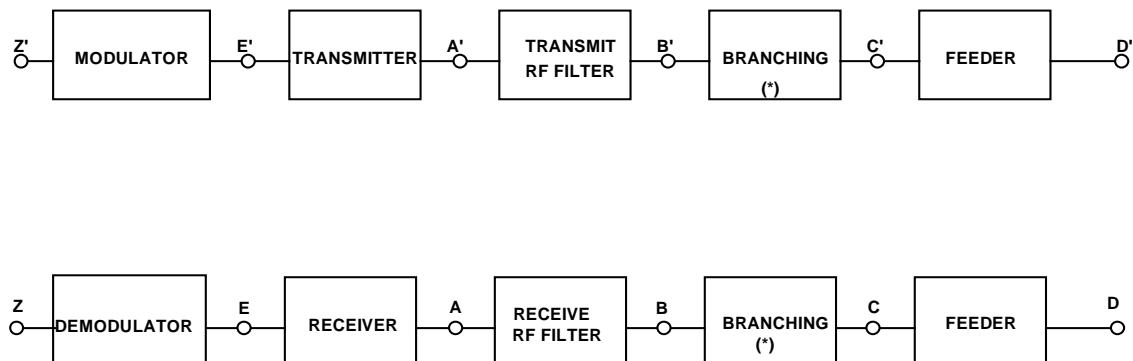 Z' MODULATOR E' TRANSMITTER A' TRANSMIT RF FILTER B' BRANCHING (*) C' FEEDER D'
Z DEMODULATOR E RECEIVER A RECEIVE RF FILTER B BRANCHING (*) C FEEDER D